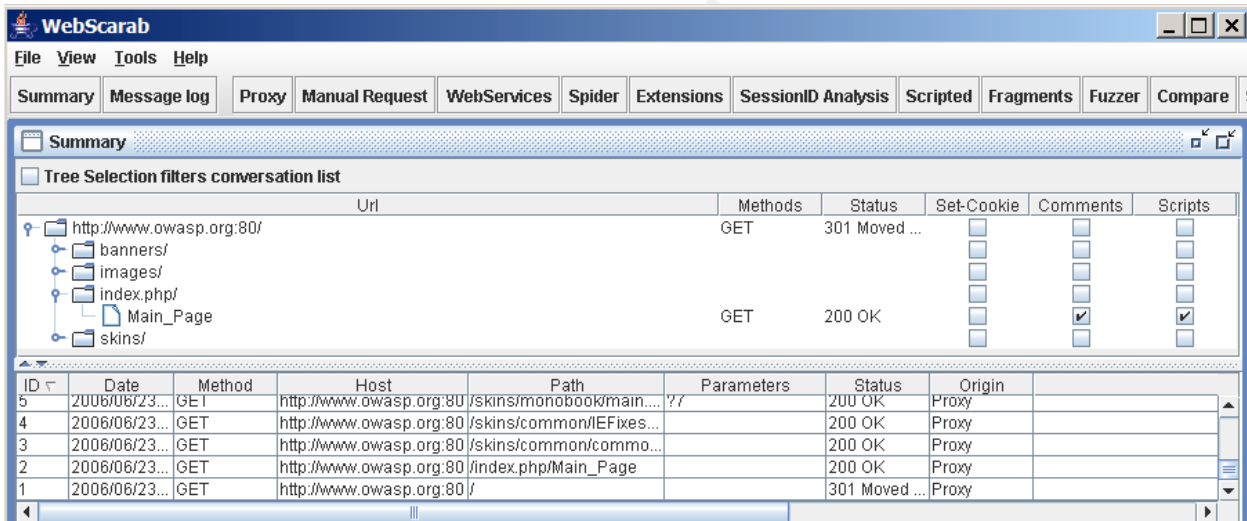 WebScarab
File View Tools Help
Summary Message log Proxy Manual Request WebServices Spider Extensions SessionID Analysis Scripted Fragments Fuzzer Compare
Summary
Tree Selection filters conversation list
Url Methods Status Set-Cookie Comments Scripts
http://www.owasp.org:80/ GET 301 Moved ...
banners/
images/
index.php/
Main_Page GET 200 OK
skins/
ID Date Method Host Path Parameters Status Origin
5 2006/06/23... GET http://www.owasp.org:80 /skins/monobook/main.... ?7 200 OK Proxy
4 2006/06/23... GET http://www.owasp.org:80 /skins/common/IEFixes... 200 OK Proxy
3 2006/06/23... GET http://www.owasp.org:80 /skins/common/commo... 200 OK Proxy
2 2006/06/23... GET http://www.owasp.org:80 /index.php/Main_Page 200 OK Proxy
1 2006/06/23... GET http://www.owasp.org:80 / 301 Moved ... Proxy